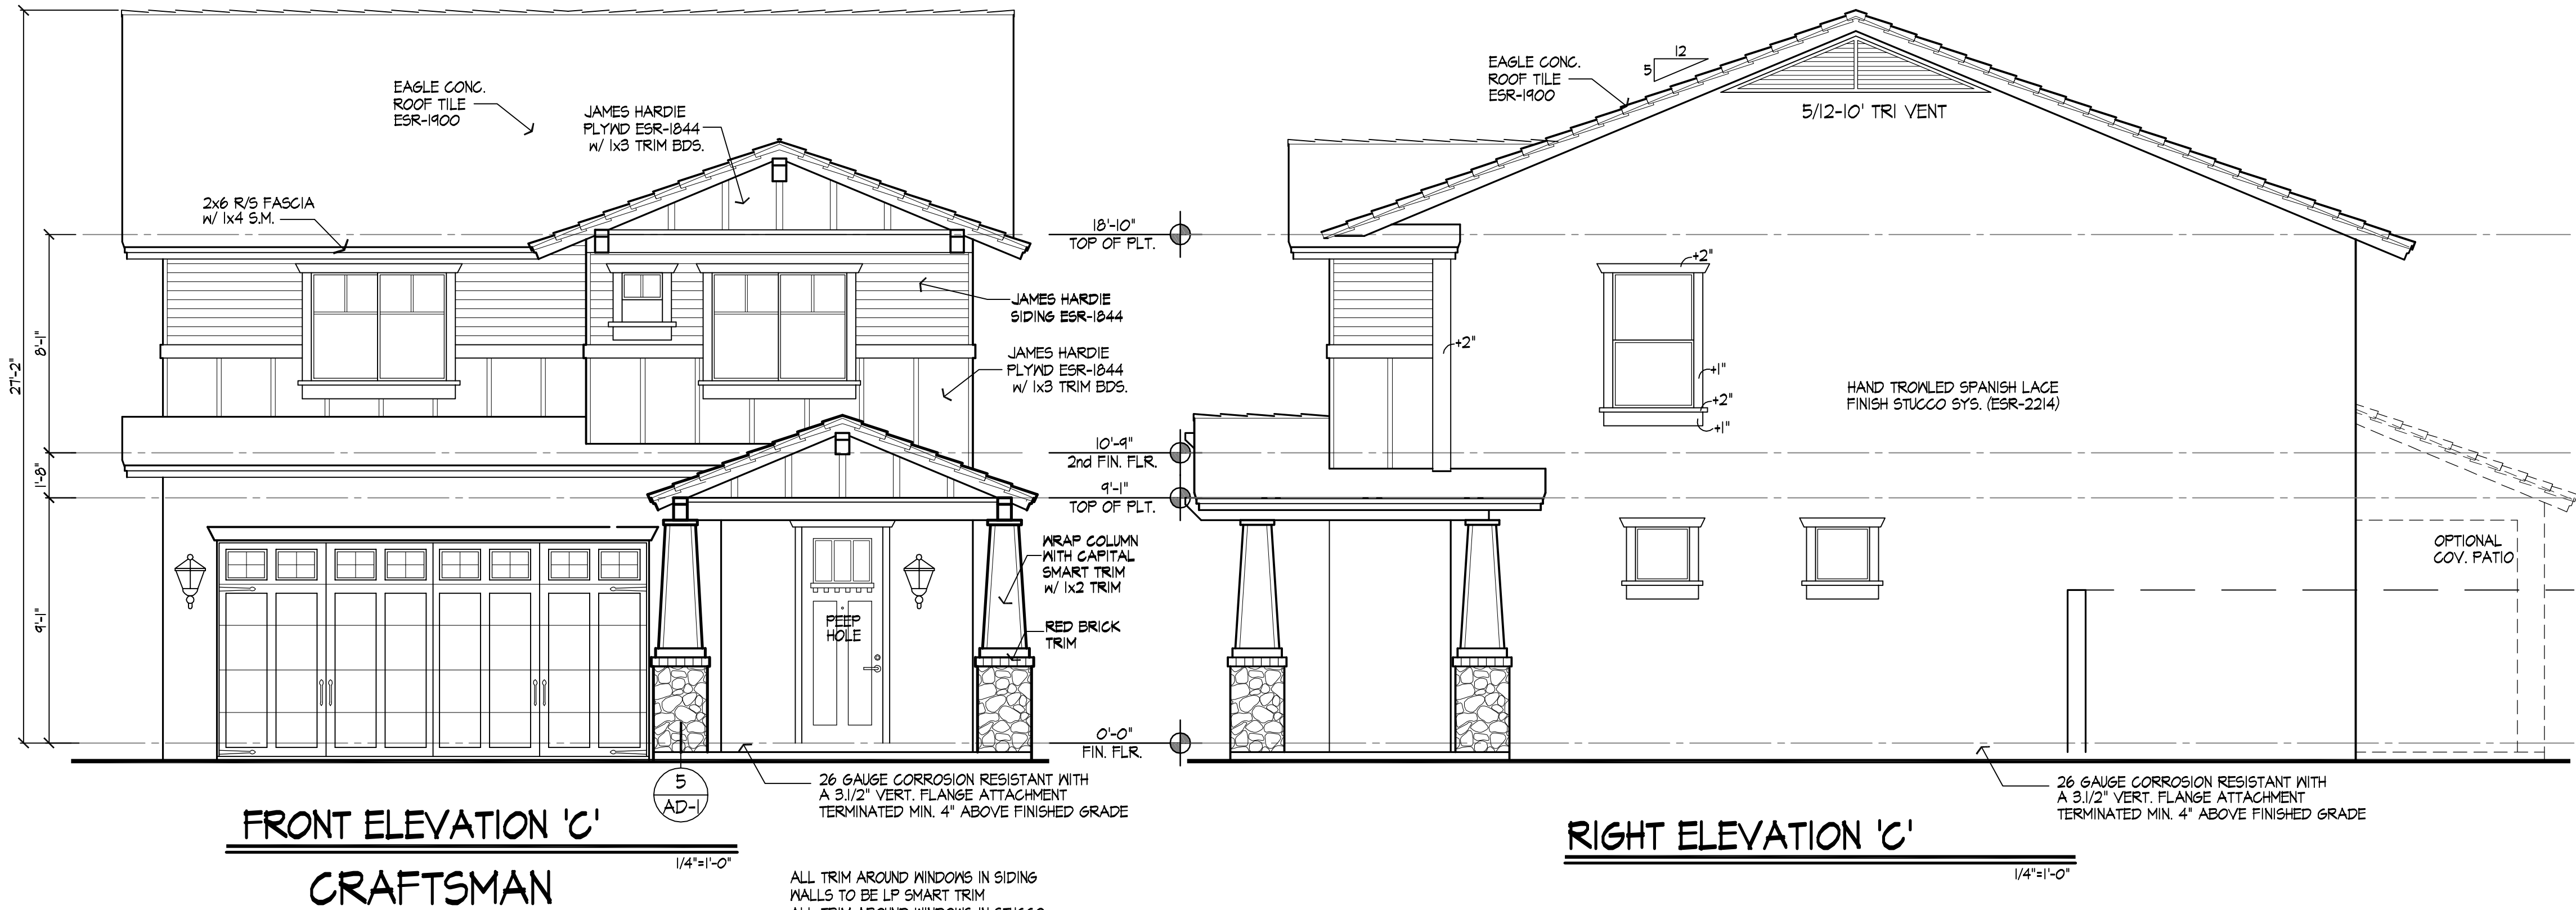 EAGLE CONC.
ROOF TILE
ESR-1900
JAMES HARDIE
PLYWD ESR-1844
w/ 1x3 TRIM BDS.
2x6 R/S FASCIA
w/ 1x4 S.M.
27'-2"
8'-1"
1'-8"
9'-1"
JAMES HARDIE
SIDING ESR-1844
JAMES HARDIE
PLYWD ESR-1844
w/ 1x3 TRIM BDS.
WRAP COLUMN
WITH CAPITAL
SMART TRIM
w/ 1x2 TRIM
RED BRICK
TRIM
PEEP
HOLE
5
AD-1
26 GAUGE CORROSION RESISTANT WITH
A 3.1/2" VERT. FLANGE ATTACHMENT
TERMINATED MIN. 4" ABOVE FINISHED GRADE
FRONT ELEVATION 'C'
1/4"=1'-0"
CRAFTSMAN
ALL TRIM AROUND WINDOWS IN SIDING
WALLS TO BE LP SMART TRIM
ALL TRIM AROUND WINDOWS IN STUCCO
18'-10"
TOP OF PLT.
10'-9"
2nd FIN. FLR.
9'-1"
TOP OF PLT.
0'-0"
FIN. FLR.
EAGLE CONC.
ROOF TILE
ESR-1900
12
5
5/12-10' TRI VENT
+2"
+2"
+1"
+2"
+1"
HAND TROWLED SPANISH LACE
FINISH STUCCO SYS. (ESR-2214)
OPTIONAL
COV. PATIO
26 GAUGE CORROSION RESISTANT WITH
A 3.1/2" VERT. FLANGE ATTACHMENT
TERMINATED MIN. 4" ABOVE FINISHED GRADE
RIGHT ELEVATION 'C'
1/4"=1'-0"